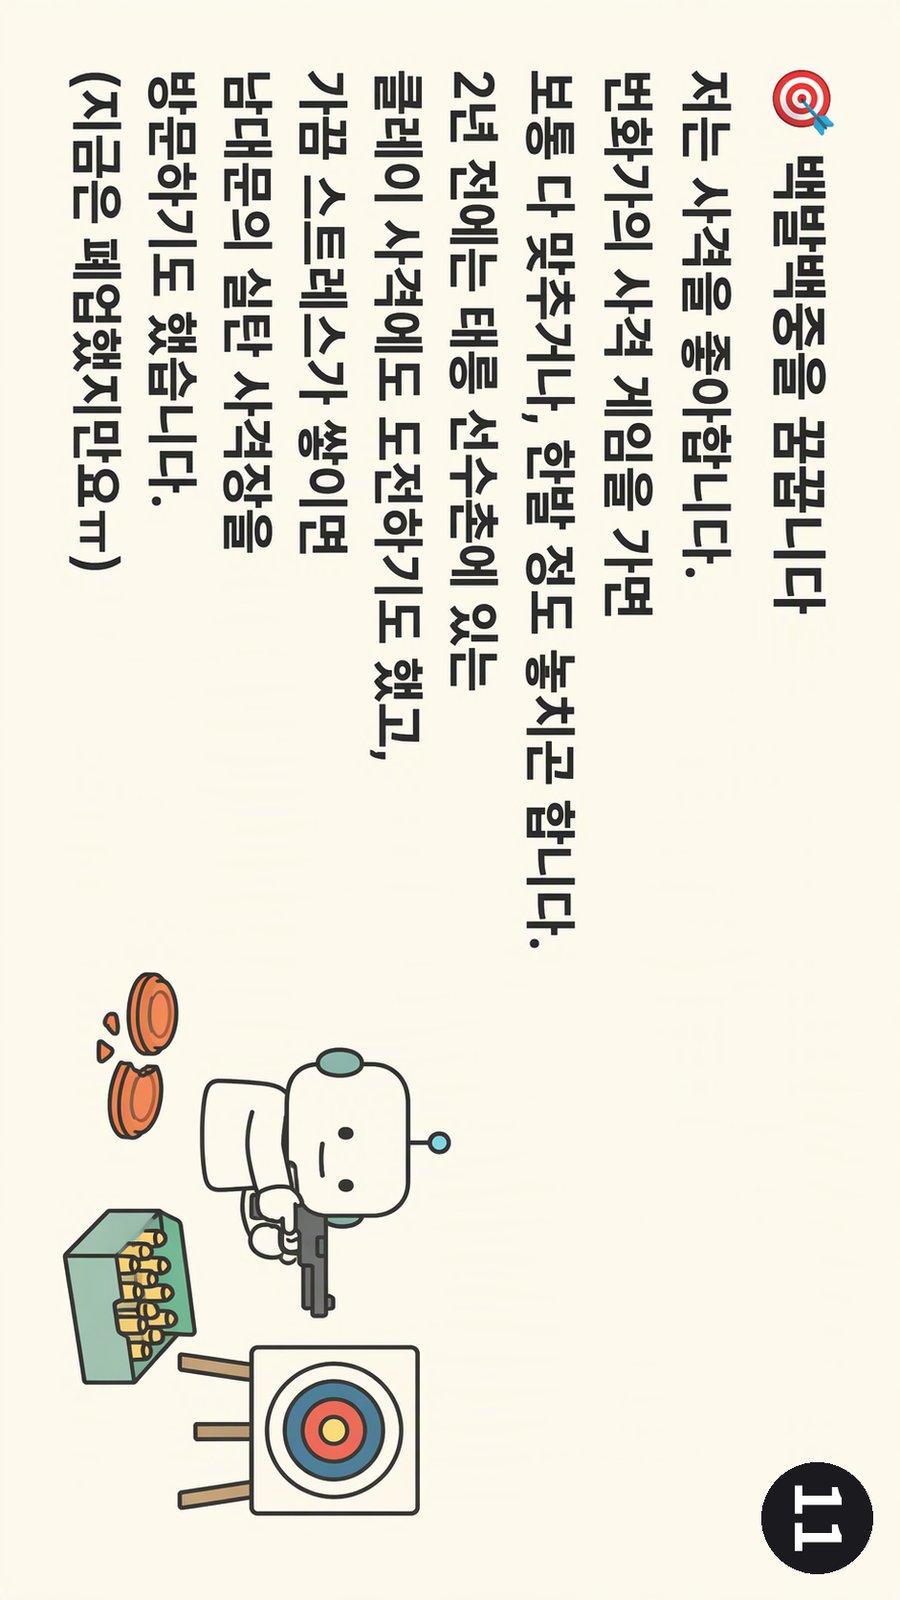 🎯 백발백중을 꿈꿉니다
저는 사격을 좋아합니다.
번화가의 사격 게임을 가면
보통 다 맞추거나, 한발 정도 놓치곤 합니다.
2년 전에는 태릉 선수촌에 있는
클레이 사격에도 도전하기도 했고,
가끔 스트레스가 쌓이면
남대문의 실탄 사격장을
방문하기도 했습니다.
(지금은 폐업했지만요ㅠ)
11